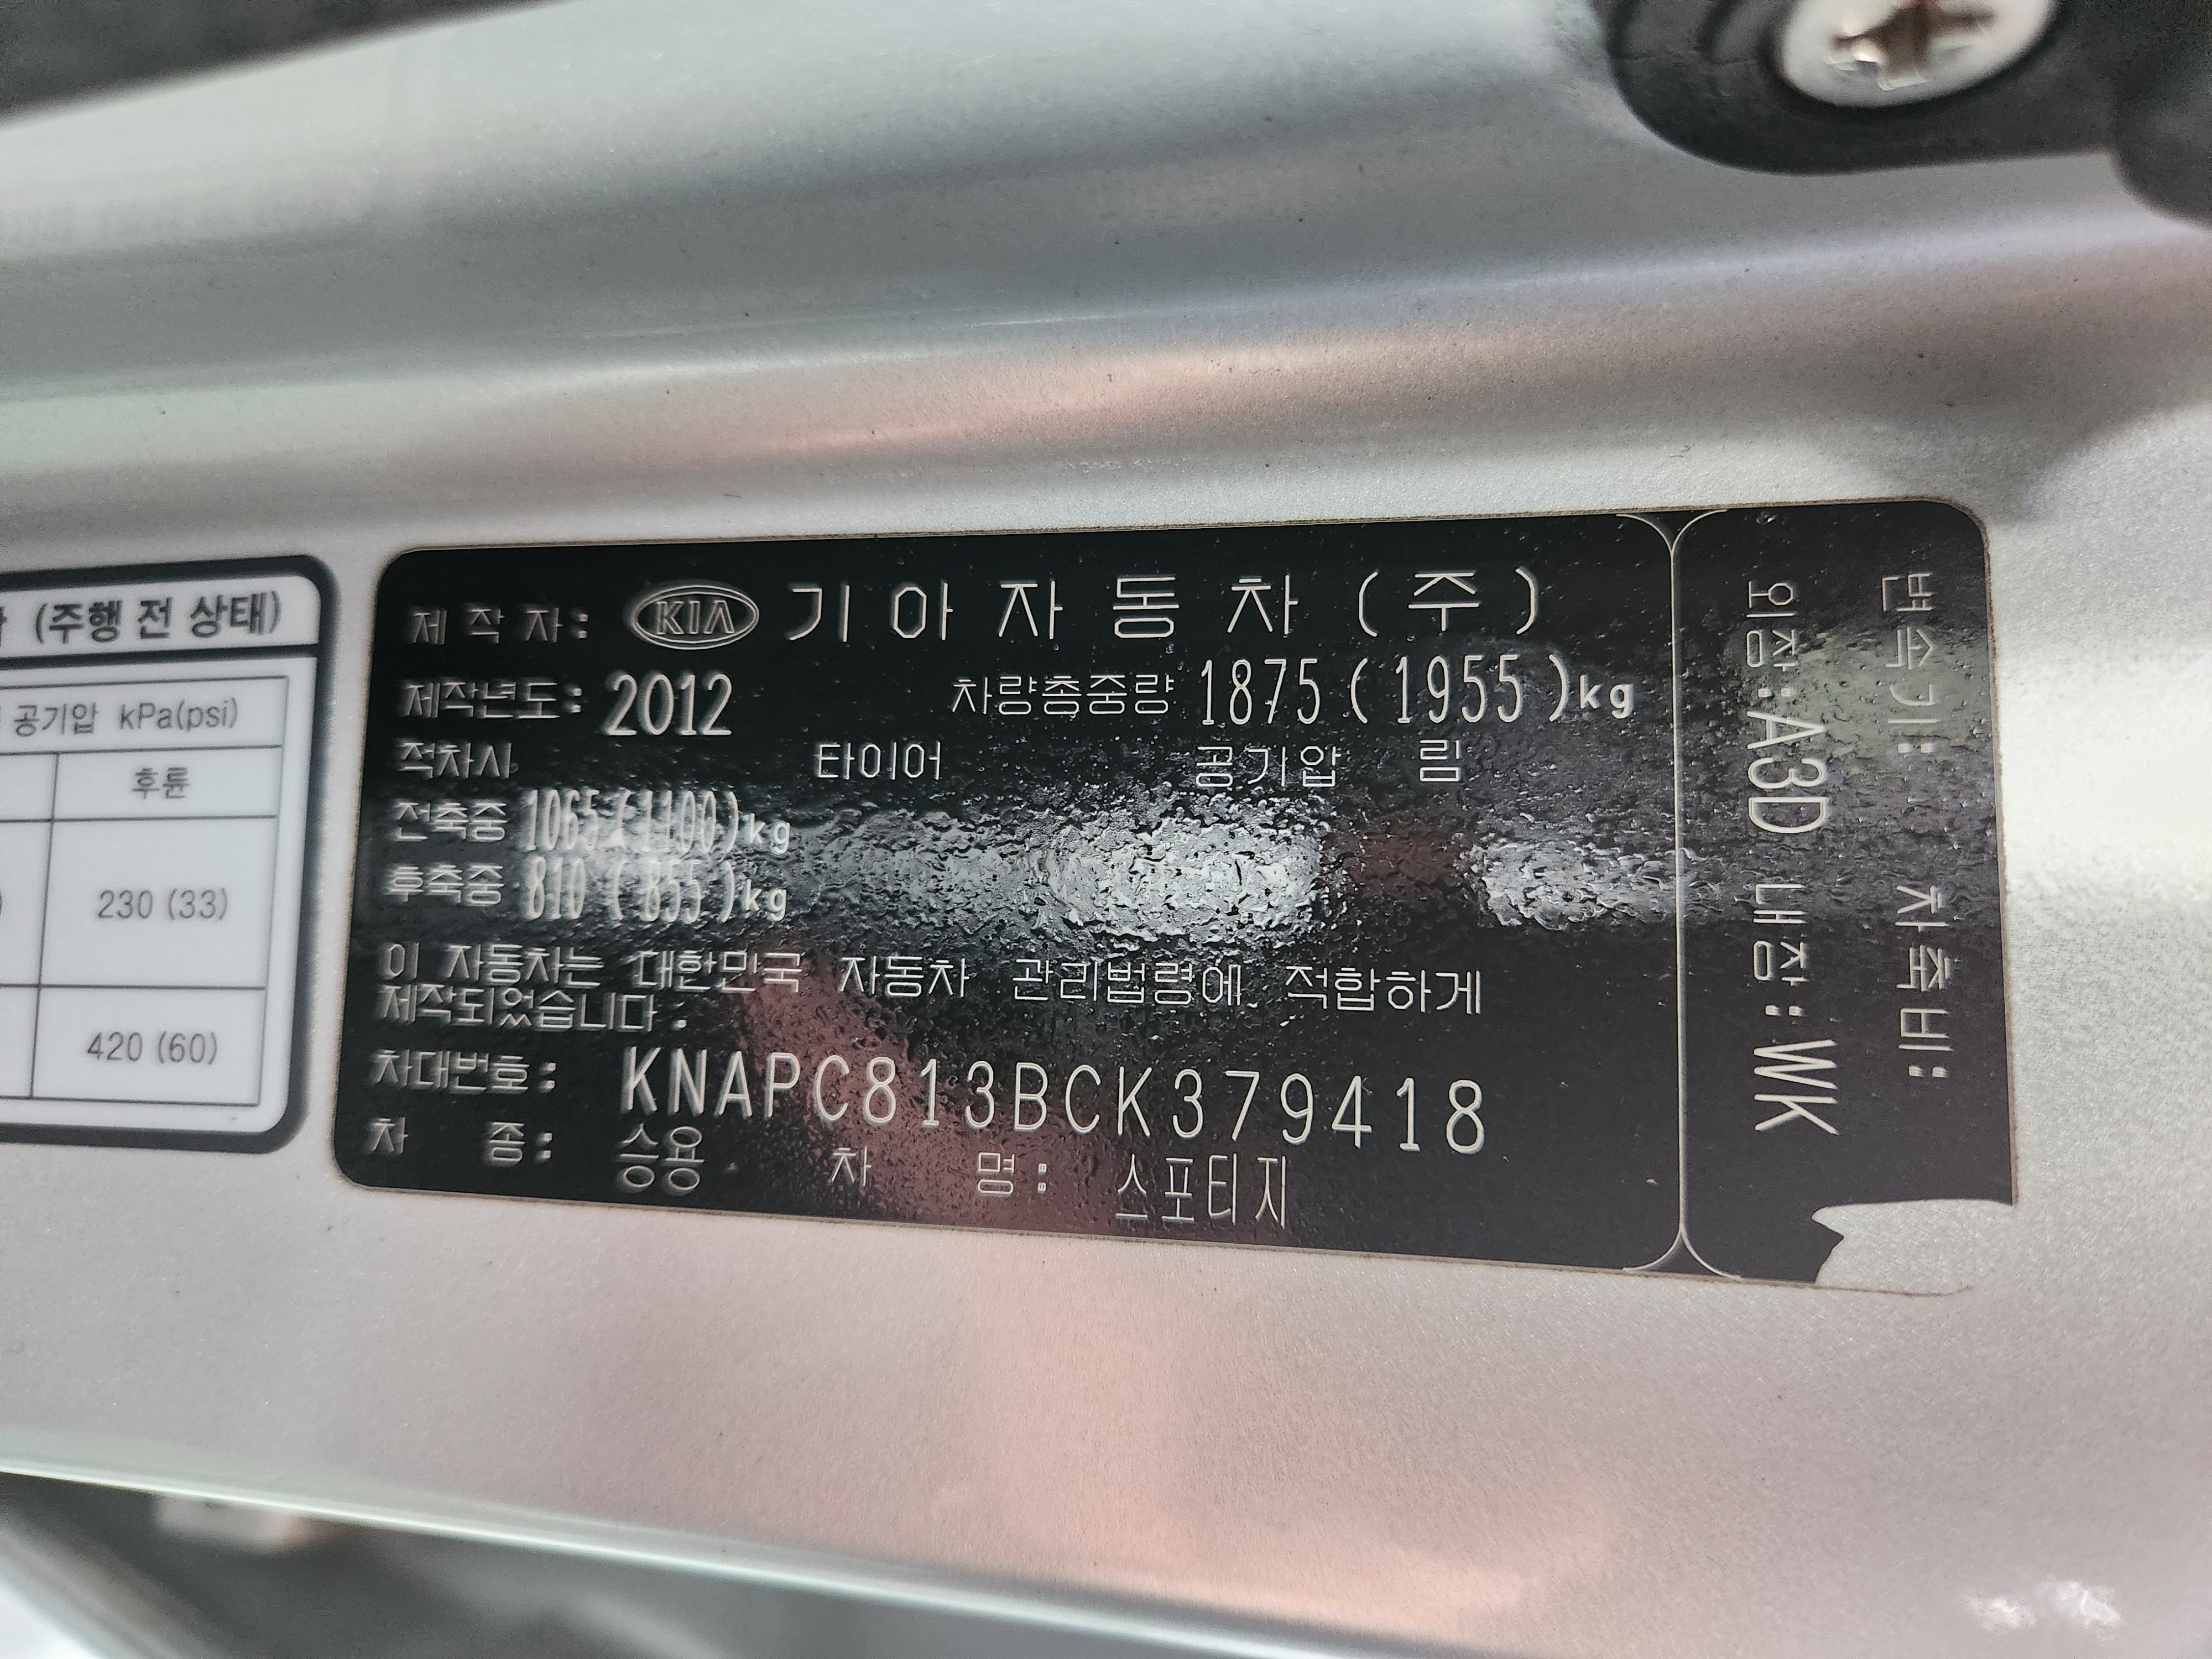 (주행 전 상태)
공기압 kPa(psi)
후륜
230 (33)
420 (60)
제 작 자: KIA 기 아 자 동 차 (주)
제작년도: 2012 차량총중량 1875 (1955)kg
적차시 타이어 공기압 림
전축중 1065(1100)kg
후축중 810 (855)kg
이 자동차는 대한민국 자동차 관리법령에 적합하게
제작되었습니다.
차대번호: KNAPC813BCK379418
차 종: 승용 차 명: 스포티지
변속기: 차축비:
외장:A3D 내장:WK